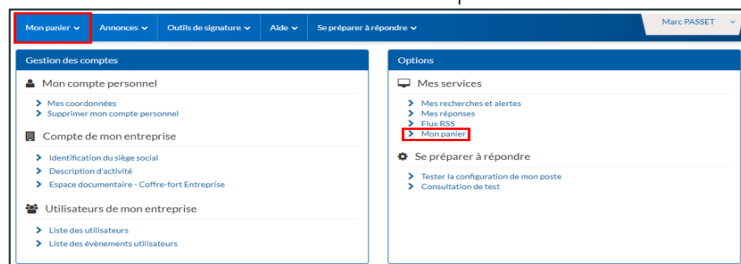 Mon panier
Annonces
Outils de signature
Aide
Se préparer à répondre
Marc PASSET
Gestion des comptes
Mon compte personnel
Mes coordonnées
Supprimer mon compte personnel
Compte de mon entreprise
Identification du siège social
Description d'activité
Espace documentaire - Coffre-fort Entreprise
Utilisateurs de mon entreprise
Liste des utilisateurs
Liste des évènements utilisateurs
Options
Mes services
Mes recherches et alertes
Mes réponses
Flux RSS
Mon panier
Se préparer à répondre
Tester la configuration de mon poste
Consultation de test